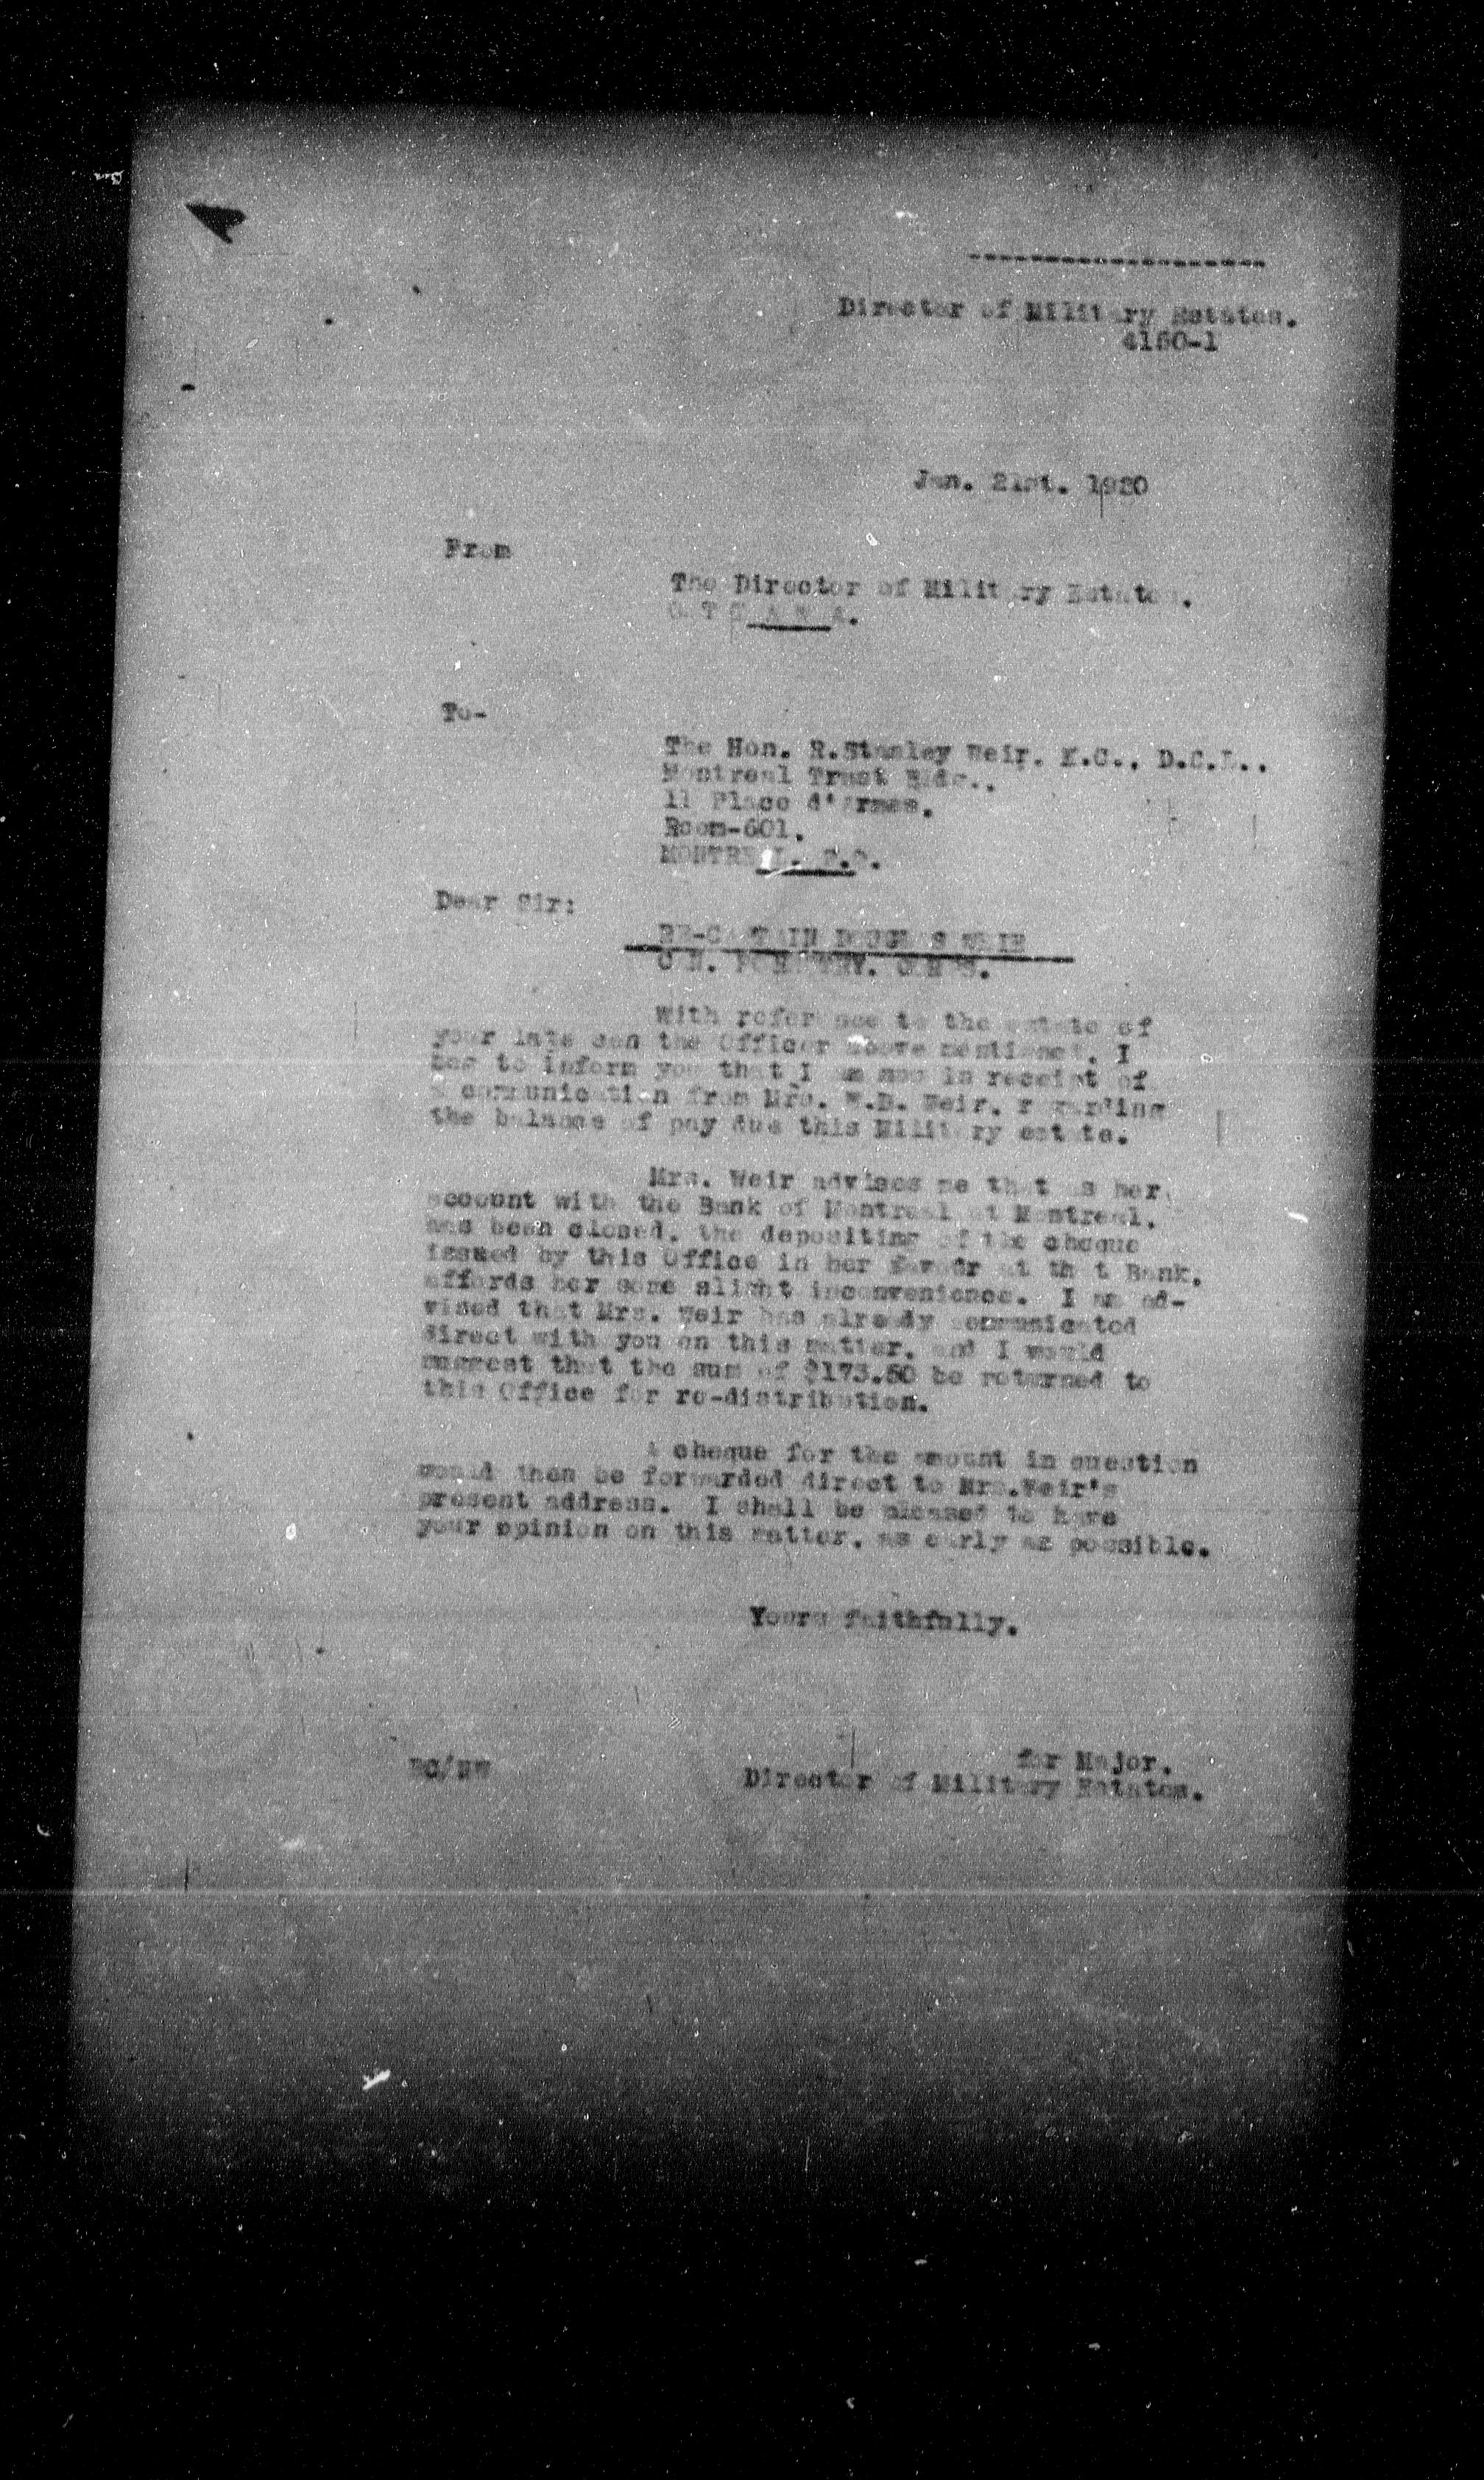 Director of Military Estates.
4150-1
Jan. 21st. 1920
From
The Director of Military Estates.
O T T A W A.
To-
The Hon. R.Stanley Weir. K.C., D.C.L..
Montreal Trust Bldg..
11 Place d'Armes.
Room-601.
MONTREAL. P.Q.
Dear Sir:
RE-CAPTAIN DOUGLAS WEIR
FORESTRY.
With reference to the estate of
your late son the Officer above mentioned. I
beg to inform you that I am now in receipt of
a communication from Mrs. W.D. Weir. regarding
the balance of pay due this Military estate.
Mrs. Weir advises me that as her
account with the Bank of Montreal at Montreal.
has been closed. the depositing of the cheque
issued by this Office in her favour at that Bank.
affords her some slight inconvenience. I am ad-
vised that Mrs. Weir has already communicated
direct with you on this matter. and I would
suggest that the sum of $173.50 be returned to
this Office for re-distribution.
A cheque for the amount in question
would then be forwarded direct to Mrs.Weir's
present address. I shall be pleased to have
your opinion on this matter. as early as possible.
Yours faithfully.
for Major.
Director of Military Estates.